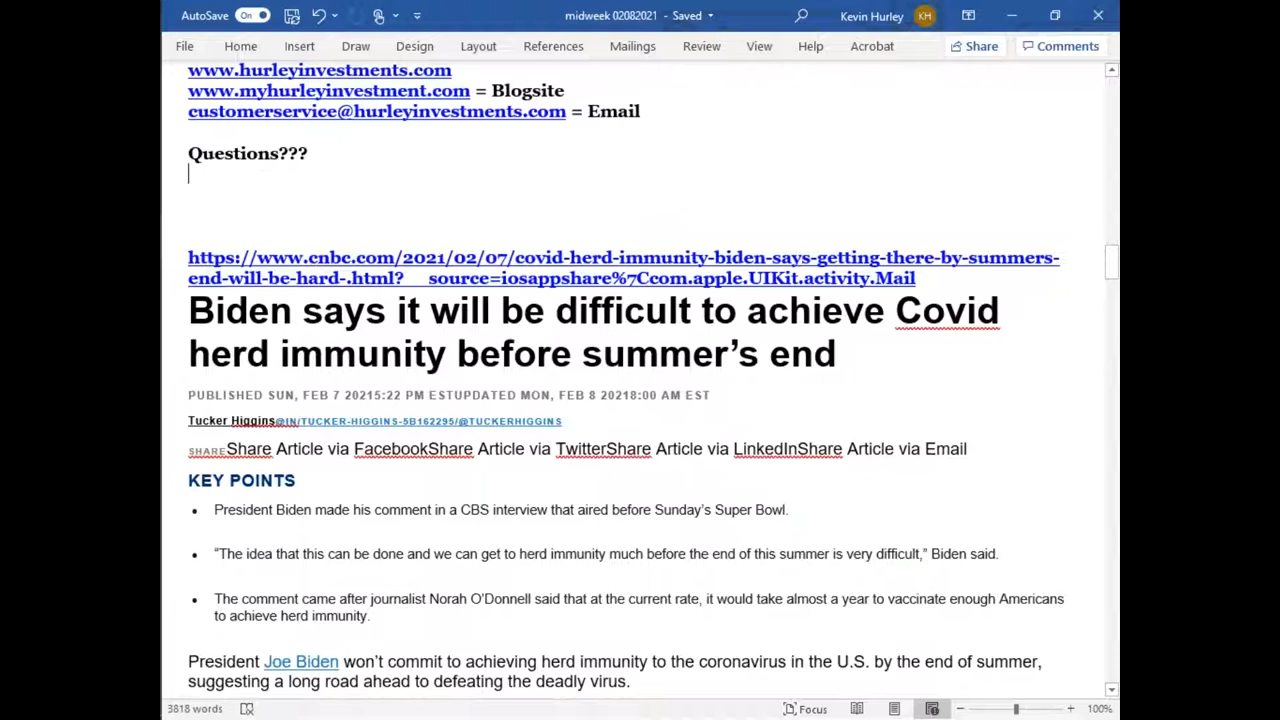 AutoSave On midweek 02082021 - Saved Kevin Hurley KH
File Home Insert Draw Design Layout References Mailings Review View Help Acrobat Share Comments
www.hurleyinvestments.com
www.myhurleyinvestment.com = Blogsite
customerservice@hurleyinvestments.com = Email
Questions???
https://www.cnbc.com/2021/02/07/covid-herd-immunity-biden-says-getting-there-by-summers-
end-will-be-hard-.html? source=iosappshare%7Ccom.apple.UIKit.activity.Mail
Biden says it will be difficult to achieve Covid
herd immunity before summer’s end
PUBLISHED SUN, FEB 7 20215:22 PM ESTUPDATED MON, FEB 8 20218:00 AM EST
Tucker Higgins@IN/TUCKER-HIGGINS-5B162295/@TUCKERHIGGINS
SHAREShare Article via FacebookShare Article via TwitterShare Article via LinkedInShare Article via Email
KEY POINTS
• President Biden made his comment in a CBS interview that aired before Sunday’s Super Bowl.
• “The idea that this can be done and we can get to herd immunity much before the end of this summer is very difficult,” Biden said.
• The comment came after journalist Norah O’Donnell said that at the current rate, it would take almost a year to vaccinate enough Americans
to achieve herd immunity.
President Joe Biden won’t commit to achieving herd immunity to the coronavirus in the U.S. by the end of summer,
suggesting a long road ahead to defeating the deadly virus.
3818 words Focus 100%